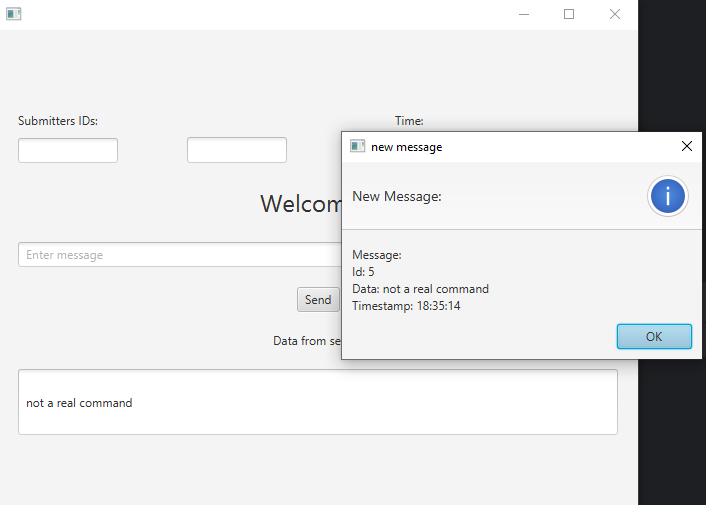 Submitters IDs:
Time:
new message
New Message:
Message:
Id: 5
Data: not a real command
Timestamp: 18:35:14
OK
Welcom
Enter message
Send
Data from se
not a real command